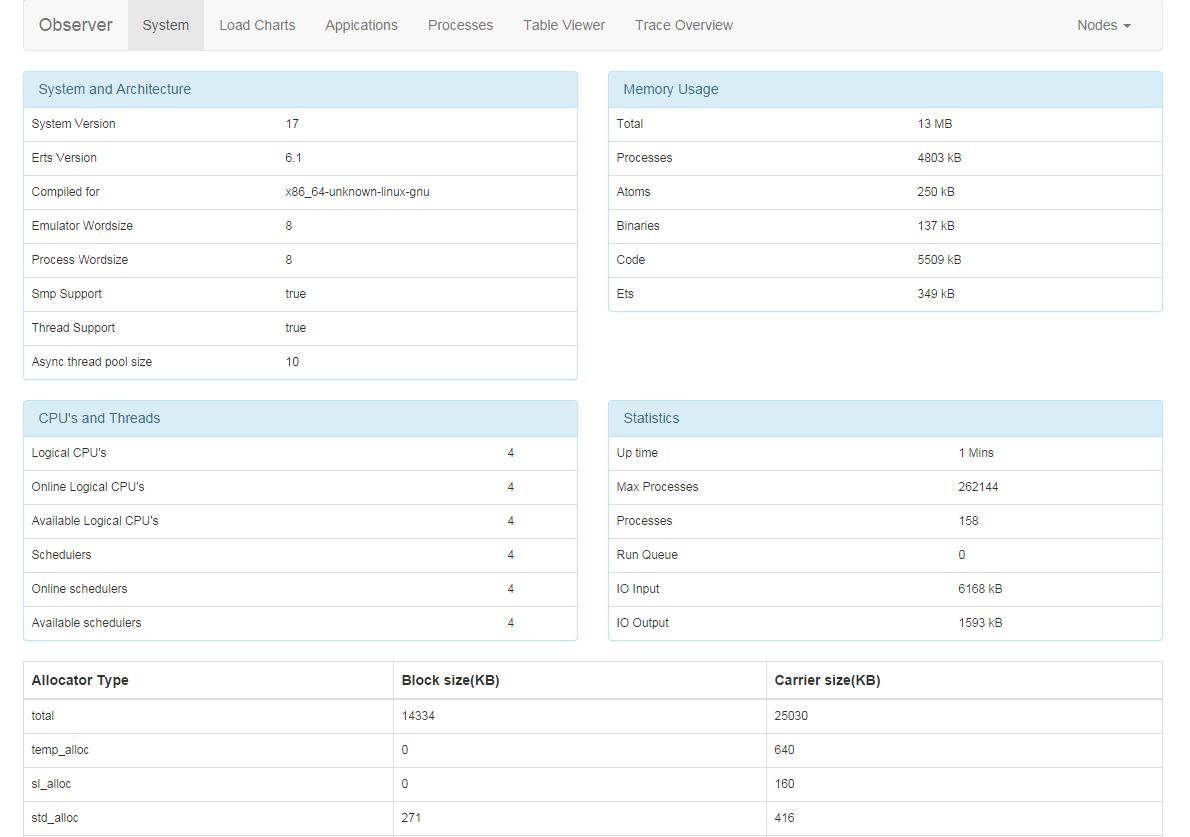 Observer System Load Charts Appications Processes Table Viewer Trace Overview Nodes
System and Architecture
System Version 17
Erts Version 6.1
Compiled for x86_64-unknown-linux-gnu
Emulator Wordsize 8
Process Wordsize 8
Smp Support true
Thread Support true
Async thread pool size 10
Memory Usage
Total 13 MB
Processes 4803 kB
Atoms 250 kB
Binaries 137 kB
Code 5509 kB
Ets 349 kB
CPU's and Threads
Logical CPU's 4
Online Logical CPU's 4
Available Logical CPU's 4
Schedulers 4
Online schedulers 4
Available schedulers 4
Statistics
Up time 1 Mins
Max Processes 262144
Processes 158
Run Queue 0
IO Input 6168 kB
IO Output 1593 kB
Allocator Type Block size(KB) Carrier size(KB)
total 14334 25030
temp_alloc 0 640
sl_alloc 0 160
std_alloc 271 416